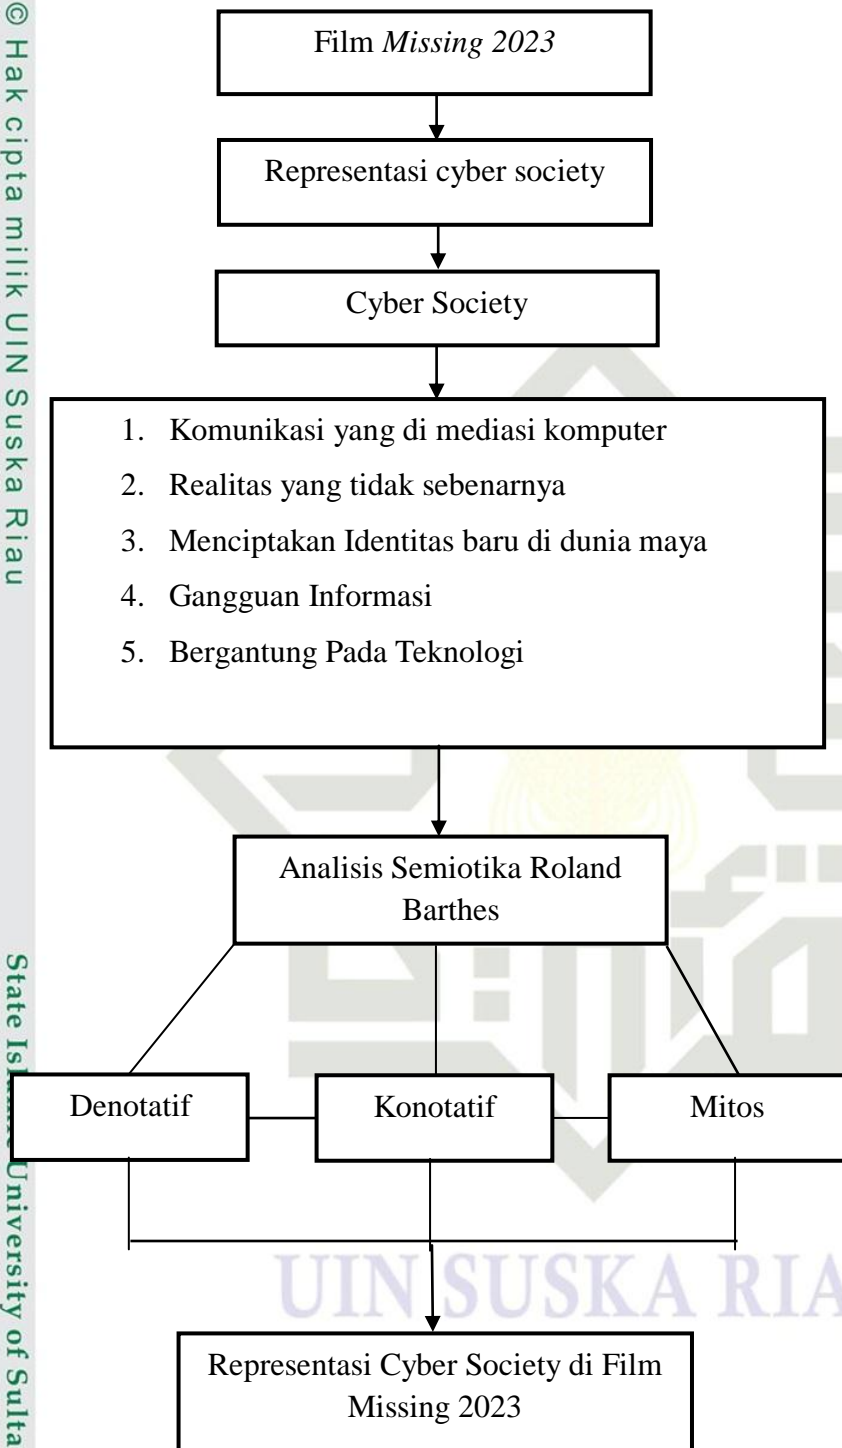 © Hak cipta milik UIN Suska Riau
Film Missing 2023
Representasi cyber society
Cyber Society
1. Komunikasi yang di mediasi komputer
2. Realitas yang tidak sebenarnya
3. Menciptakan Identitas baru di dunia maya
4. Gangguan Informasi
5. Bergantung Pada Teknologi
Analisis Semiotika Roland
Barthes
State University of
Denotatif
Konotatif
Mitos
UIN SUSKA
Representasi Cyber Society di Film
Missing 2023